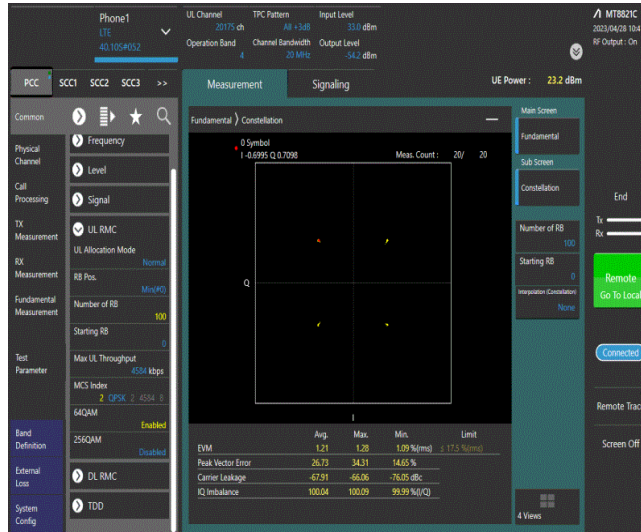 Phone1
LTE
40.10S#052
UL Channel
20175 ch
TPC Pattern
All +3dB
Input Level
33.0 dBm
Operation Band
4
Channel Bandwidth
20 MHz
Output Level
-54.2 dBm
MT8821C
2023/04/28 10:4
RF Output : On
PCC SCC1 SCC2 SCC3 >>
Measurement
Signaling
UE Power : 23.2 dBm
Common
Physical
Channel
Call
Processing
TX
Measurement
RX
Measurement
Fundamental
Measurement
Test
Parameter
Band
Definition
External
Loss
System
Config
Frequency
Level
Signal
UL RMC
UL Allocation Mode
Normal
RB Pos.
Min(#0)
Number of RB
100
Starting RB
0
Max UL Throughput
4584 kbps
MCS Index
2 QPSK 2 4584 8
64QAM
Enabled
256QAM
Disabled
DL RMC
TDD
Fundamental ⟩ Constellation
0 Symbol
I -0.6995 Q 0.7098
Meas. Count : 20/ 20
Q
I
Avg. Max. Min. Limit
EVM 1.21 1.28 1.09 %(rms) ≤ 17.5 %(rms)
Peak Vector Error 26.73 34.31 14.65 %
Carrier Leakage -67.91 -66.06 -76.05 dBc
IQ Imbalance 100.04 100.09 99.99 %(I/Q)
Main Screen
Fundamental
Sub Screen
Constellation
Number of RB
100
Starting RB
0
Interpolation (Constellation)
None
4 Views
End
Tx
Rx
Remote
Go To Local
Connected
Remote Trac
Screen Off